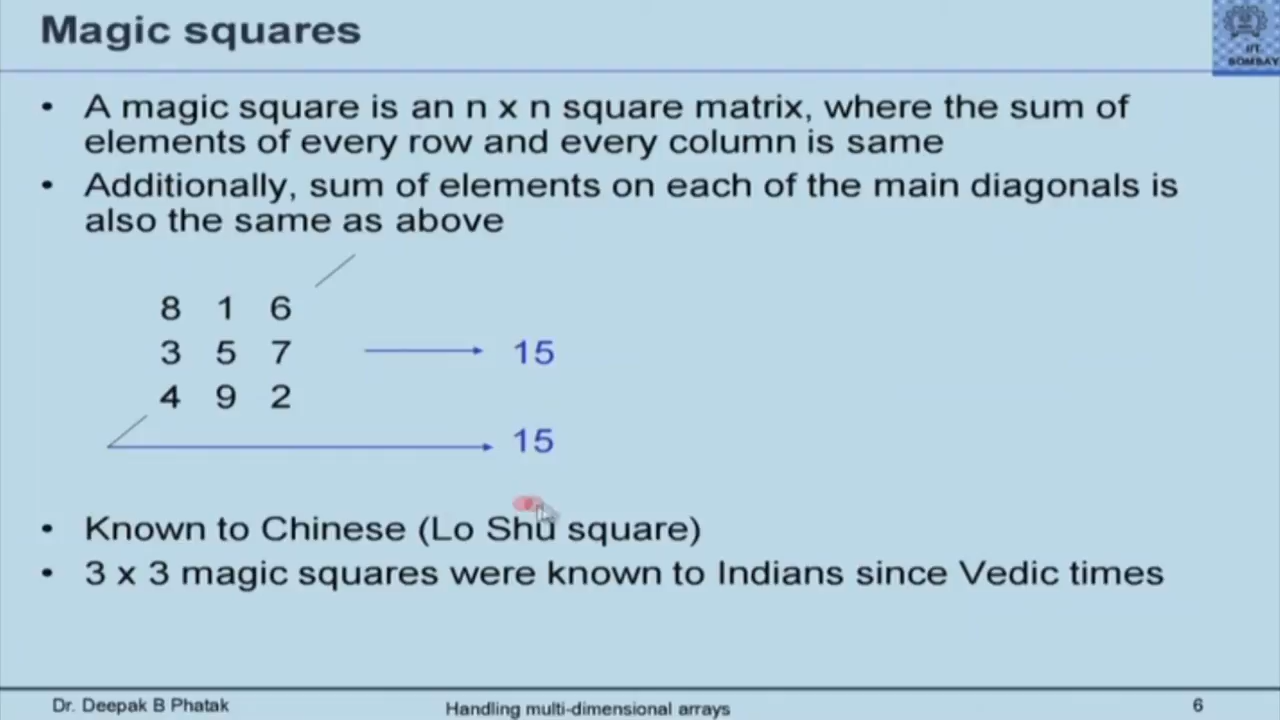 Magic squares
IIT BOMBAY
• A magic square is an n x n square matrix, where the sum of
elements of every row and every column is same
• Additionally, sum of elements on each of the main diagonals is
also the same as above
8 1 6
3 5 7 15
4 9 2
15
• Known to Chinese (Lo Shu square)
• 3 x 3 magic squares were known to Indians since Vedic times
Dr. Deepak B Phatak Handling multi-dimensional arrays 6